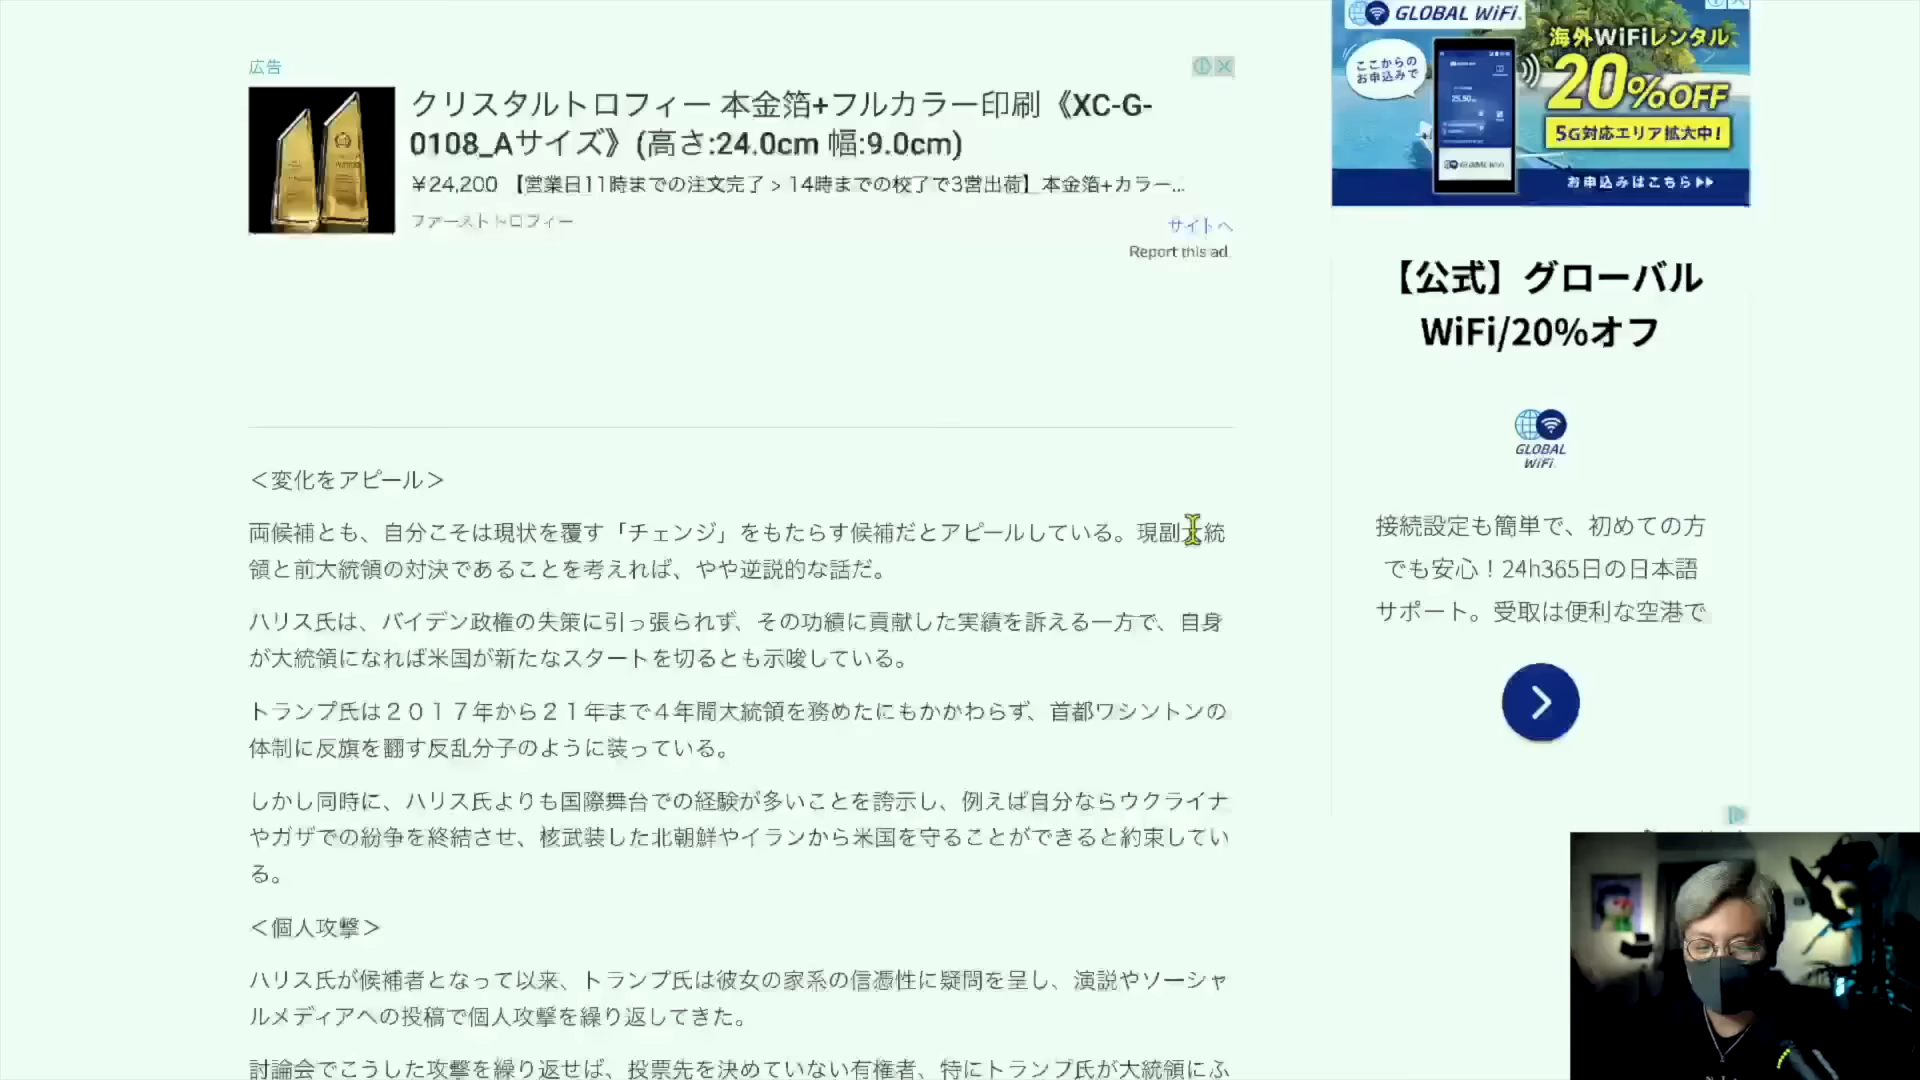 広告
クリスタルトロフィー 本金箔+フルカラー印刷《XC-G-
0108_Aサイズ》(高さ:24.0cm 幅:9.0cm)
¥24,200 【営業日11時までの注文完了 > 14時までの校了で3営出荷】本金箔+カラー...
ファーストトロフィー
サイトへ
Report this ad
GLOBAL WiFi
ここからの
お申込みで
海外WiFiレンタル
20%OFF
5G対応エリア拡大中!
GLOBAL WiFi
お申込みはこちら
【公式】グローバル
WiFi/20%オフ
GLOBAL
WiFi
接続設定も簡単で、初めての方
でも安心！24h365日の日本語
サポート。受取は便利な空港で
＜変化をアピール＞
両候補とも、自分こそは現状を覆す「チェンジ」をもたらす候補だとアピールしている。現副大統
領と前大統領の対決であることを考えれば、やや逆説的な話だ。
ハリス氏は、バイデン政権の失策に引っ張られず、その功績に貢献した実績を訴える一方で、自身
が大統領になれば米国が新たなスタートを切るとも示唆している。
トランプ氏は２０１７年から２１年まで４年間大統領を務めたにもかかわらず、首都ワシントンの
体制に反旗を翻す反乱分子のように装っている。
しかし同時に、ハリス氏よりも国際舞台での経験が多いことを誇示し、例えば自分ならウクライナ
やガザでの紛争を終結させ、核武装した北朝鮮やイランから米国を守ることができると約束してい
る。
＜個人攻撃＞
ハリス氏が候補者となって以来、トランプ氏は彼女の家系の信憑性に疑問を呈し、演説やソーシャ
ルメディアへの投稿で個人攻撃を繰り返してきた。
討論会でこうした攻撃を繰り返せば、投票先を決めていない有権者、特にトランプ氏が大統領にふ